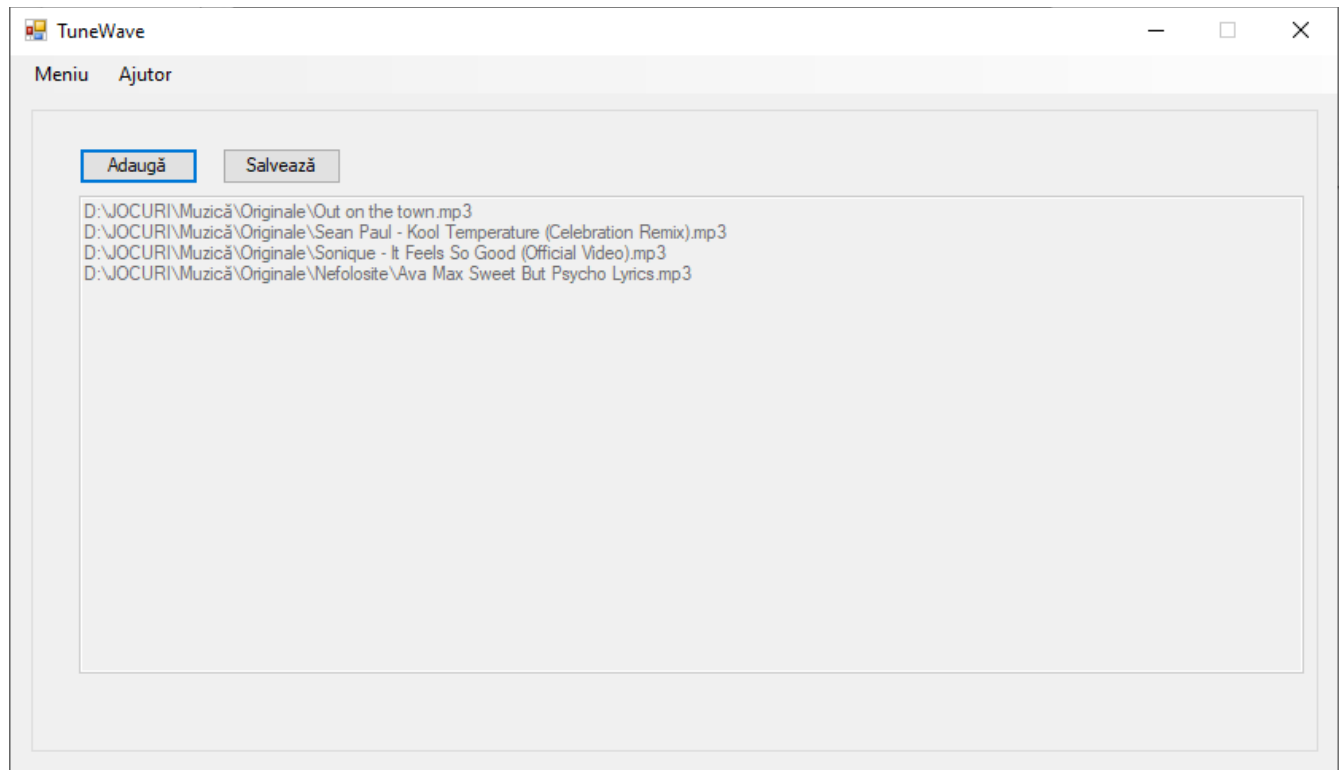 TuneWave
Meniu Ajutor
Adaugă Salvează
D:\JOCURI\Muzică\Originale\Out on the town.mp3
D:\JOCURI\Muzică\Originale\Sean Paul - Kool Temperature (Celebration Remix).mp3
D:\JOCURI\Muzică\Originale\Sonique - It Feels So Good (Official Video).mp3
D:\JOCURI\Muzică\Originale\Nefolosite\Ava Max Sweet But Psycho Lyrics.mp3